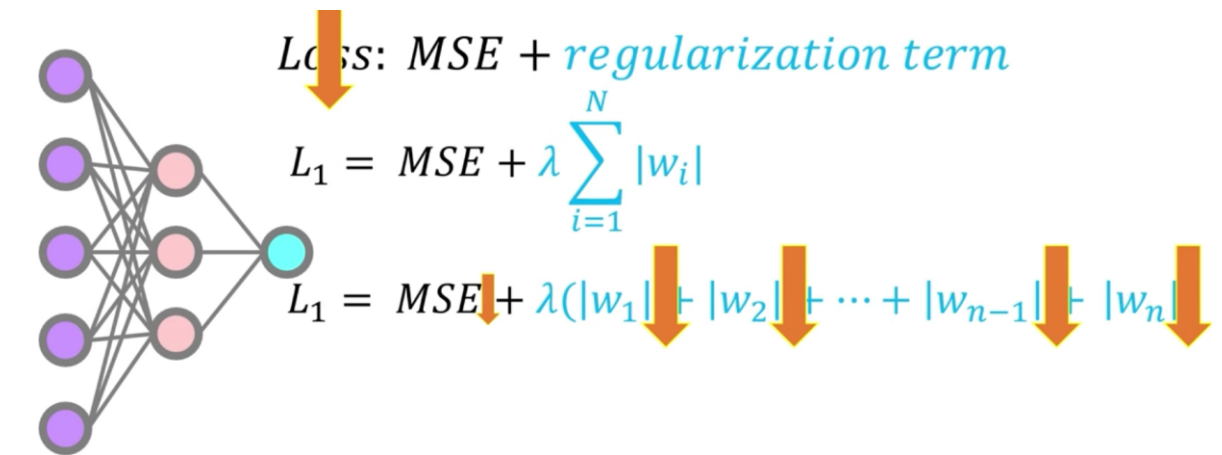 Loss: MSE + regularization term
L₁ = MSE + λ ∑ᵢ₌₁ᴺ |wᵢ|
L₁ = MSE + λ(|w₁| + |w₂| + ⋯ + |wₙ₋₁| + |wₙ|